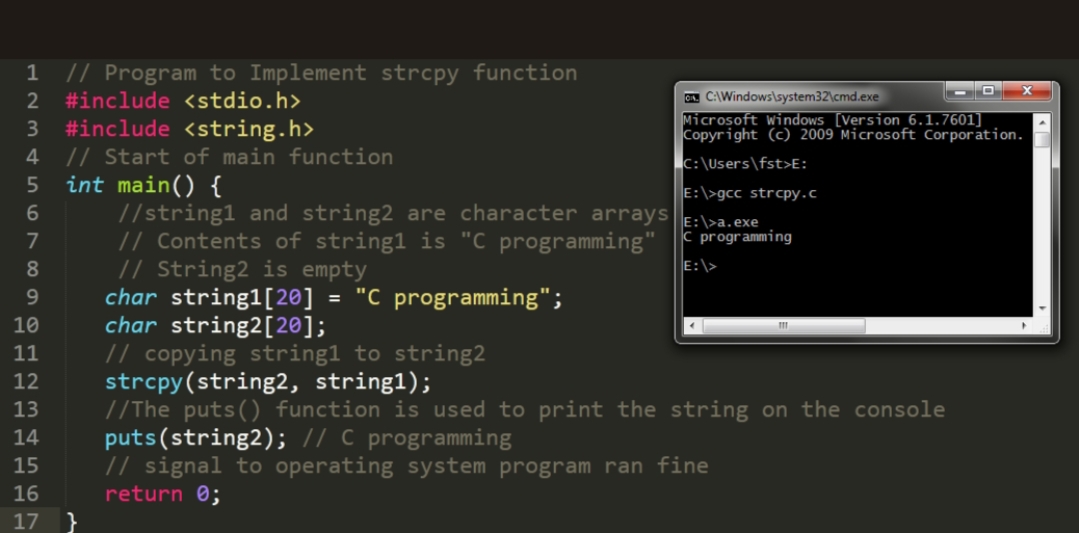 1 // Program to Implement strcpy function
2 #include <stdio.h>
3 #include <string.h>
4 // Start of main function
5 int main() {
6 //string1 and string2 are character arrays
7 // Contents of string1 is "C programming"
8 // String2 is empty
9 char string1[20] = "C programming";
10 char string2[20];
11 // copying string1 to string2
12 strcpy(string2, string1);
13 //The puts() function is used to print the string on the console
14 puts(string2); // C programming
15 // signal to operating system program ran fine
16 return 0;
17 }
C:\Windows\system32\cmd.exe
Microsoft Windows [Version 6.1.7601]
Copyright (c) 2009 Microsoft Corporation.
C:\Users\fst>E:
E:\>gcc strcpy.c
E:\>a.exe
C programming
E:\>